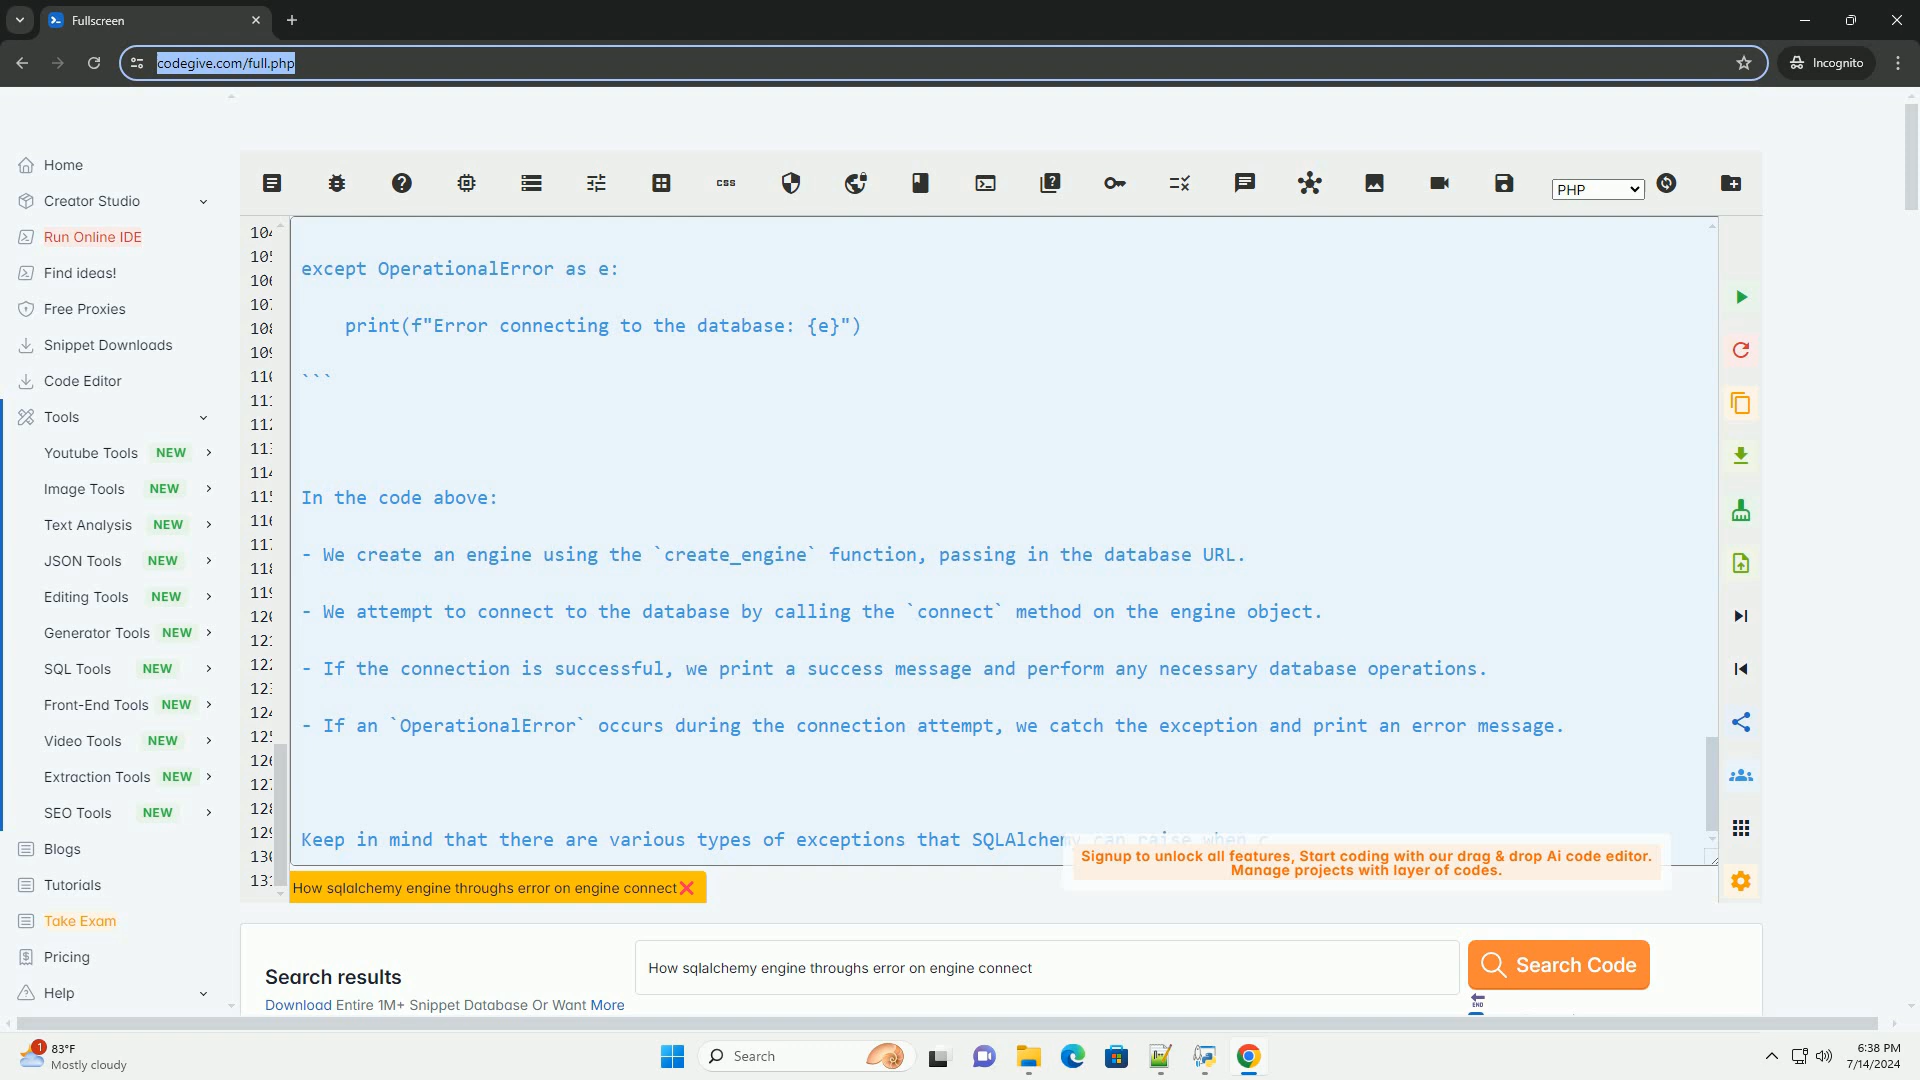 Fullscreen
codegive.com/full.php
Incognito
Home
Creator Studio
Run Online IDE
Find ideas!
Free Proxies
Snippet Downloads
Code Editor
Tools
Youtube Tools NEW
Image Tools NEW
Text Analysis NEW
JSON Tools NEW
Editing Tools NEW
Generator Tools NEW
SQL Tools NEW
Front-End Tools NEW
Video Tools NEW
Extraction Tools NEW
SEO Tools NEW
Blogs
Tutorials
Take Exam
Pricing
Help
css
PHP
except OperationalError as e:
print(f"Error connecting to the database: {e}")
```
In the code above:
- We create an engine using the `create_engine` function, passing in the database URL.
- We attempt to connect to the database by calling the `connect` method on the engine object.
- If the connection is successful, we print a success message and perform any necessary database operations.
- If an `OperationalError` occurs during the connection attempt, we catch the exception and print an error message.
Keep in mind that there are various types of exceptions that SQLAlchemy can raise when c
Signup to unlock all features, Start coding with our drag & drop Ai code editor.
Manage projects with layer of codes.
How sqlalchemy engine throughs error on engine connect
Search results
How sqlalchemy engine throughs error on engine connect
Search Code
Download Entire 1M+ Snippet Database Or Want More
END
1
83°F
Mostly cloudy
Search
6:38 PM
7/14/2024